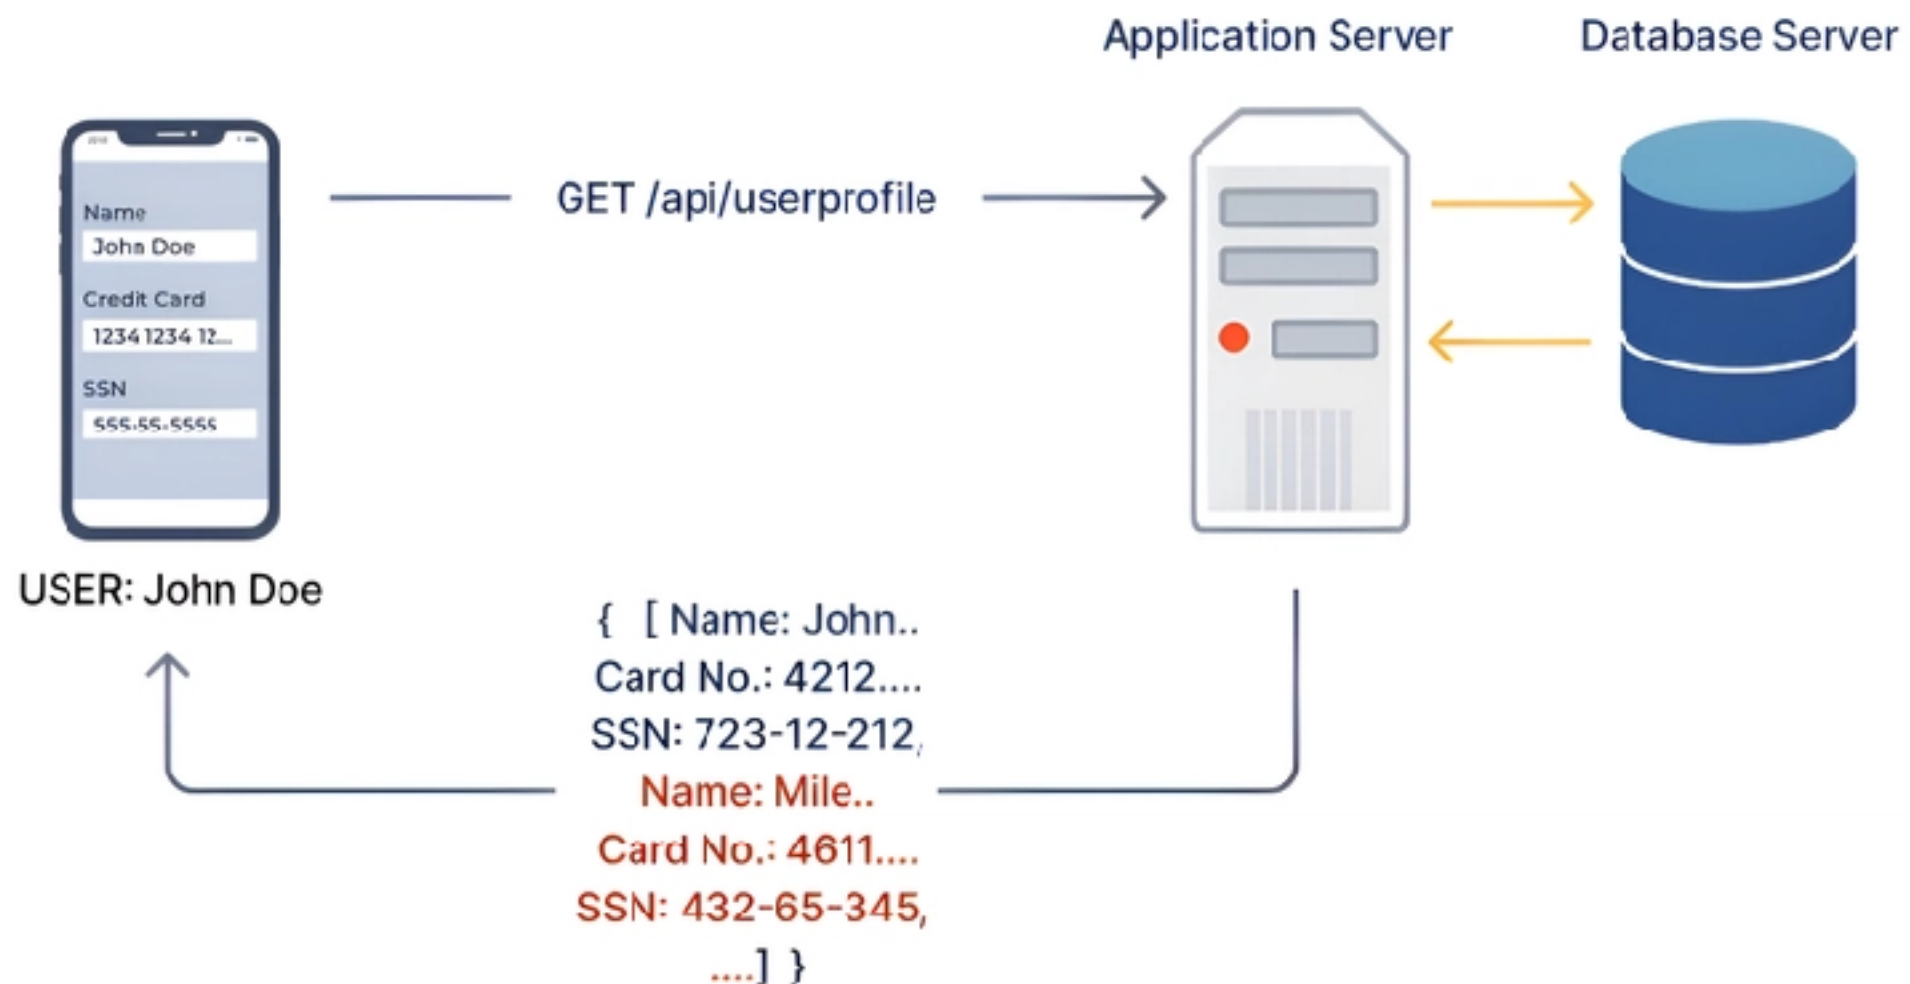 Application Server
Database Server
Name
John Doe
Credit Card
1234 1234 12...
SSN
555-55-5555
GET /api/userprofile
USER: John Doe
{ [ Name: John..
Card No.: 4212....
SSN: 723-12-212,
Name: Mile..
Card No.: 4611....
SSN: 432-65-345,
....] }